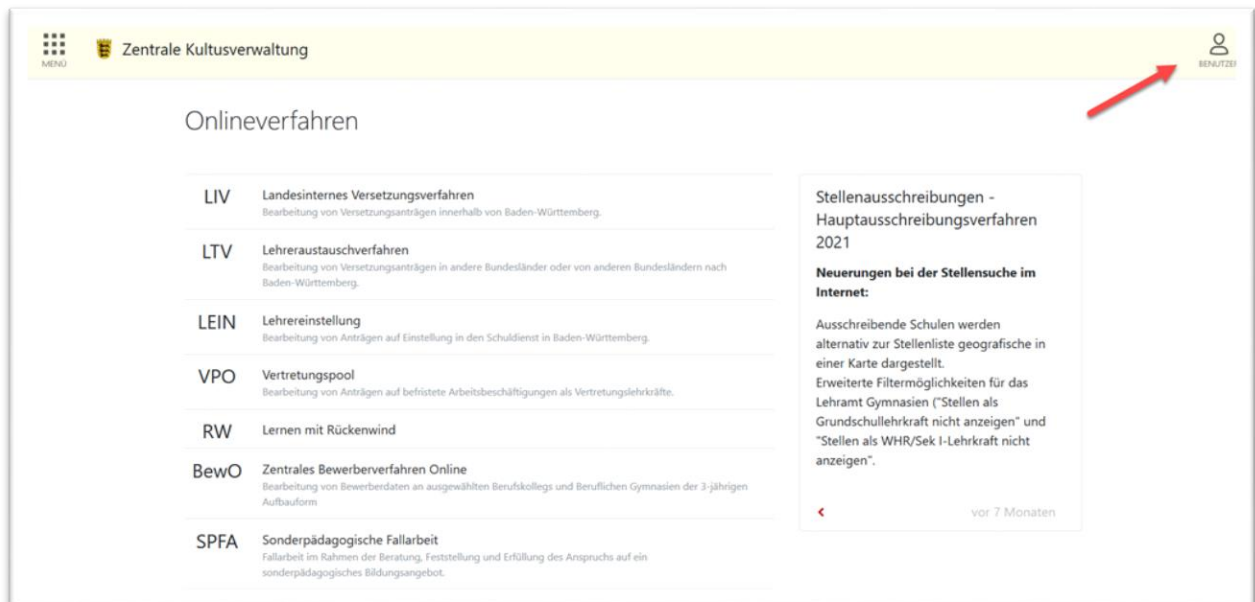 MENÜ
Zentrale Kultusverwaltung
BENUTZER
Onlineverfahren
LIV
Landesinternes Versetzungsverfahren
Bearbeitung von Versetzungsanträgen innerhalb von Baden-Württemberg.
LTV
Lehreraustauschverfahren
Bearbeitung von Versetzungsanträgen in andere Bundesländer oder von anderen Bundesländern nach
Baden-Württemberg.
LEIN
Lehrereinstellung
Bearbeitung von Anträgen auf Einstellung in den Schuldienst in Baden-Württemberg.
VPO
Vertretungspool
Bearbeitung von Anträgen auf befristete Arbeitsbeschäftigungen als Vertretungslehrkräfte.
RW
Lernen mit Rückenwind
BewO
Zentrales Bewerberverfahren Online
Bearbeitung von Bewerberdaten an ausgewählten Berufskollegs und Beruflichen Gymnasien der 3-jährigen
Aufbauform
SPFA
Sonderpädagogische Fallarbeit
Fallarbeit im Rahmen der Beratung, Feststellung und Erfüllung des Anspruchs auf ein
sonderpädagogisches Bildungsangebot.
Stellenausschreibungen -
Hauptausschreibungsverfahren
2021
Neuerungen bei der Stellensuche im
Internet:
Ausschreibende Schulen werden
alternativ zur Stellenliste geografische in
einer Karte dargestellt.
Erweiterte Filtermöglichkeiten für das
Lehramt Gymnasien ("Stellen als
Grundschullehrkraft nicht anzeigen" und
"Stellen als WHR/Sek I-Lehrkraft nicht
anzeigen".
vor 7 Monaten